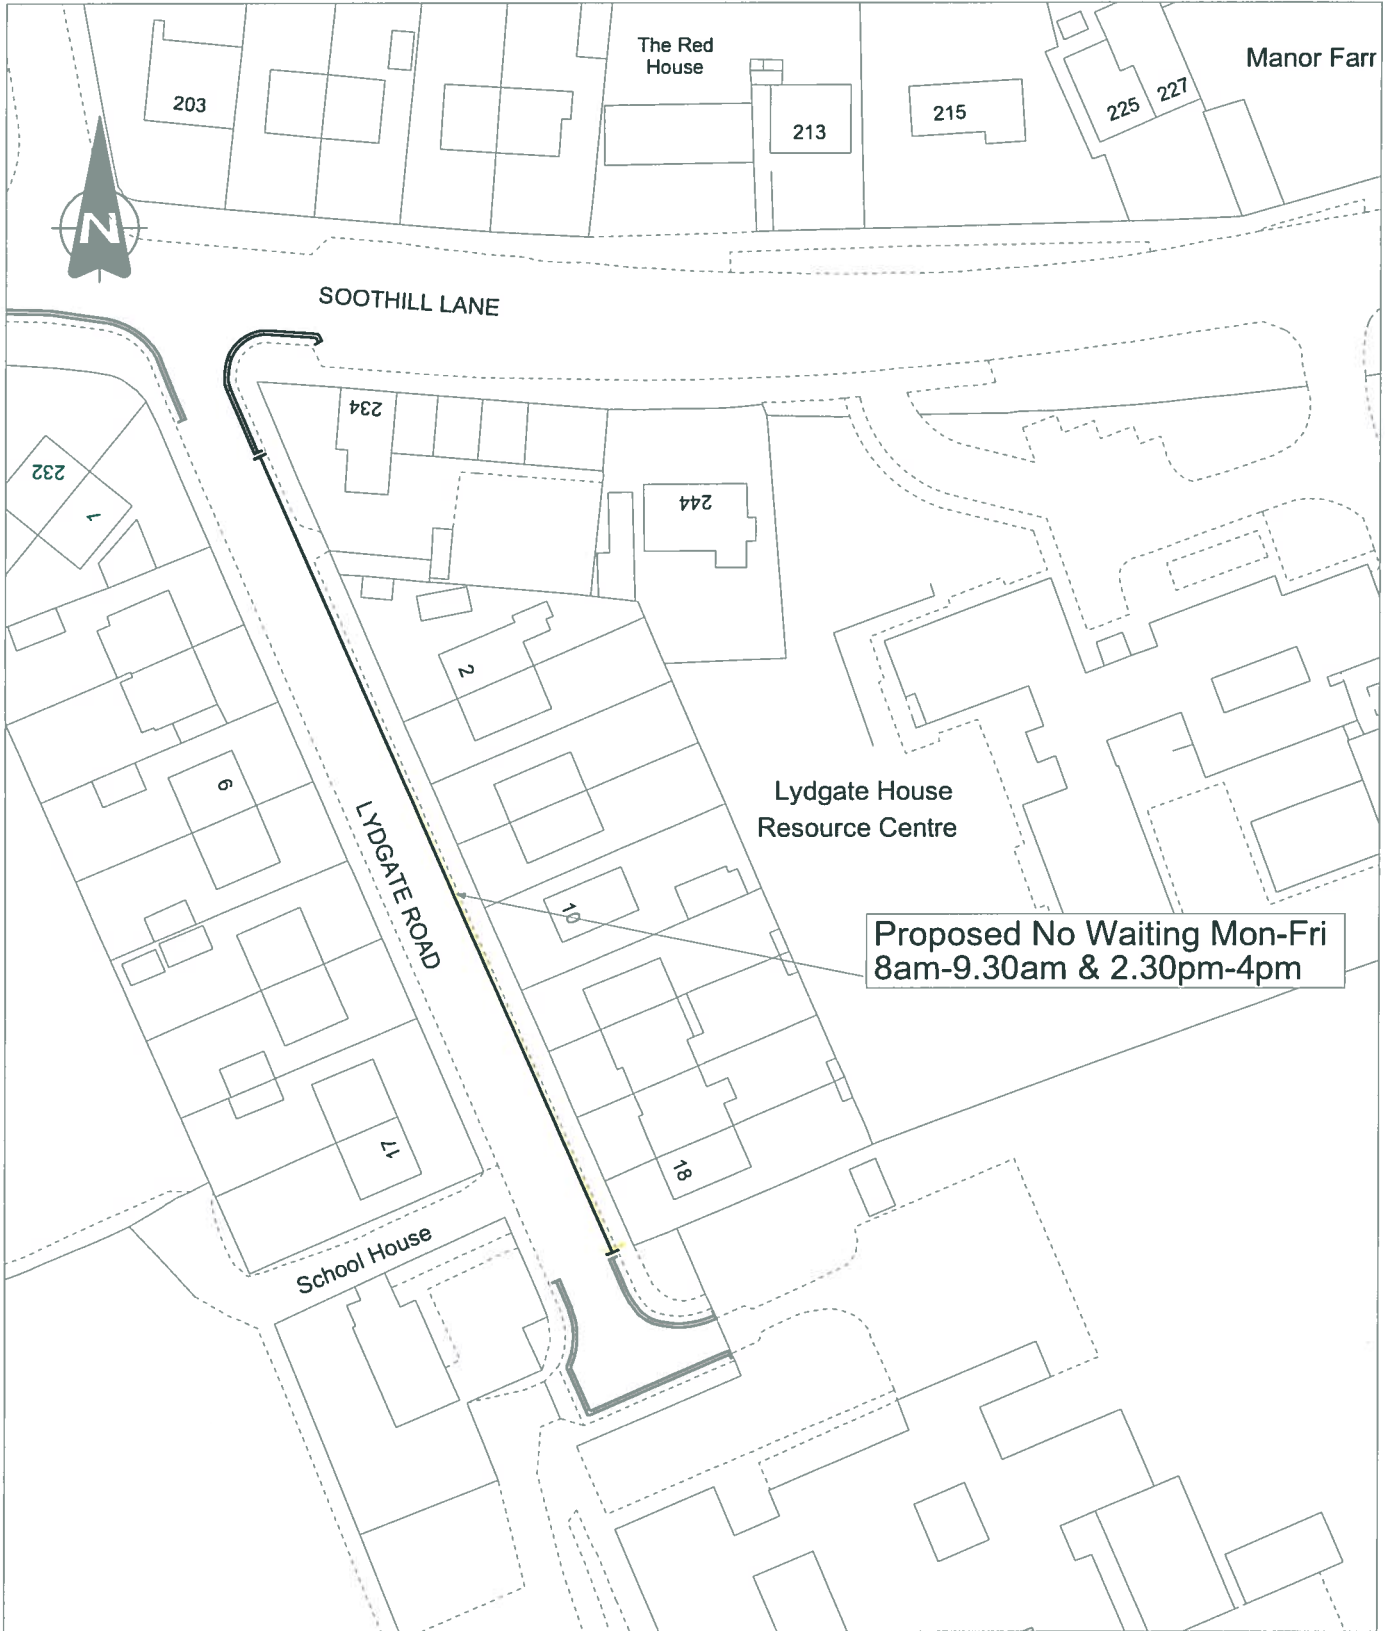 The Red
House
Manor Farr
203
213
215
225
227
N
SOOTHILL LANE
234
232
1
244
2
9
LYDGATE ROAD
Lydgate House
Resource Centre
10
Proposed No Waiting Mon-Fri
8am-9.30am & 2.30pm-4pm
17
18
School House